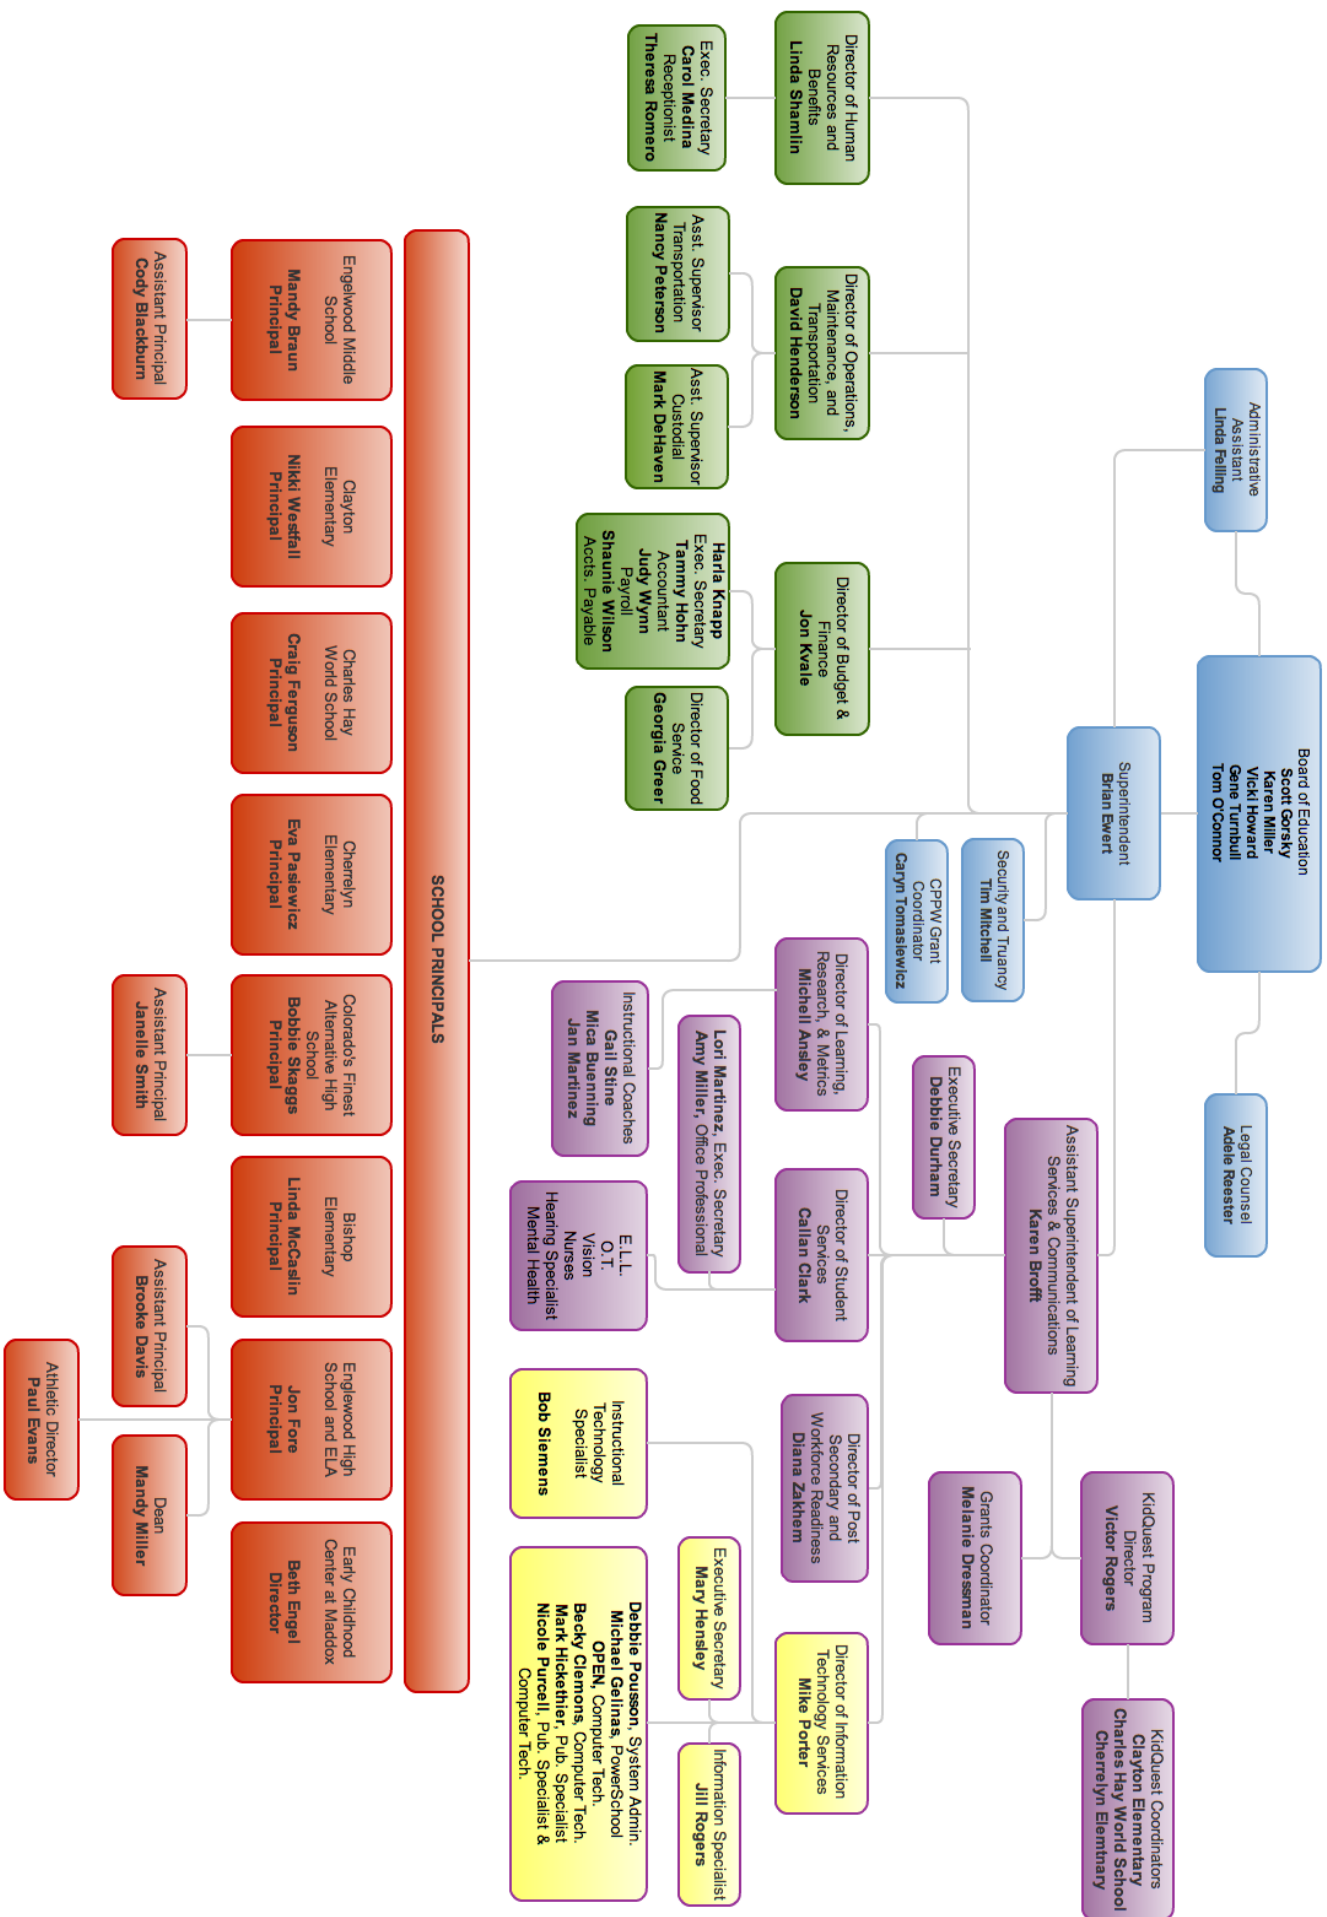 Board of Education
Scott Gorsky
Karen Miller
Vicki Howard
Gene Turnbull
Tom O'Connor
Administrative
Assistant
Linda Felling
Legal Counsel
Adele Reester
Superintendent
Brian Ewert
Security and Truancy
Tim Mitchell
CPPW Grant
Coordinator
Caryn Tomasiewicz
Assistant Superintendent of Learning
Services & Communications
Karen Brofft
KidQuest Program
Director
Victor Rogers
KidQuest Coordinators
Clayton Elementary
Charles Hay World School
Cherrelyn Elemtnary
Grants Coordinator
Melanie Dressman
Executive Secretary
Debbie Durham
Director of Human
Resources and
Benefits
Linda Shamlin
Exec. Secretary
Carol Medina
Receptionist
Theresa Romero
Director of Operations,
Maintenance, and
Transportation
David Henderson
Asst. Supervisor
Transportation
Nancy Peterson
Asst. Supervisor
Custodial
Mark DeHaven
Director of Budget &
Finance
Jon Kvale
Harla Knapp
Exec. Secretary
Tammy Hohn
Accountant
Judy Wynn
Payroll
Shaunie Wilson
Accts. Payable
Director of Food
Service
Georgia Greer
Director of Learning,
Research, & Metrics
Michell Ansley
Instructional Coaches
Gail Stine
Mica Buenning
Jan Martinez
Director of Student
Services
Callan Clark
Lori Martinez, Exec. Secretary
Amy Miller, Office Professional
E.L.L.
O.T.
Vision
Nurses
Hearing Specialist
Mental Health
Director of Post
Secondary and
Workforce Readiness
Diana Zakhem
Director of Information
Technology Services
Mike Porter
Executive Secretary
Mary Hensley
Information Specialist
Jill Rogers
Instructional
Technology
Specialist
Bob Siemens
Debbie Pousson, System Admin.
Michael Gelinas, PowerSchool
OPEN, Computer Tech.
Becky Clemons, Computer Tech.
Mark Hickethier, Pub. Specialist
Nicole Purcell, Pub. Specialist &
Computer Tech.
SCHOOL PRINCIPALS
Engelwood Middle
School
Mandy Braun
Principal
Assistant Principal
Cody Blackburn
Clayton
Elementary
Nikki Westfall
Principal
Charles Hay
World School
Craig Ferguson
Principal
Cherrelyn
Elementary
Eva Pasiewicz
Principal
Colorado's Finest
Alternative High
School
Bobbie Skaggs
Principal
Assistant Principal
Janelle Smith
Bishop
Elementary
Linda McCaslin
Principal
Englewood High
School and ELA
Jon Fore
Principal
Assistant Principal
Brooke Davis
Dean
Mandy Miller
Athletic Director
Paul Evans
Early Childhood
Center at Maddox
Beth Engel
Director